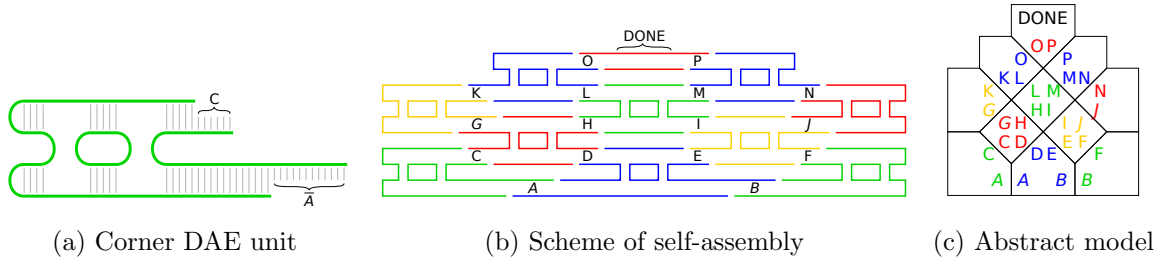 C
A̅
DONE
O P
K L M N
G H I J
C D E F
A B
DONE
O P
O P
K L M N
K L M N
G H I J
G H I J
C D E F
C D D E F
A A B B
(a) Corner DAE unit
(b) Scheme of self-assembly
(c) Abstract model